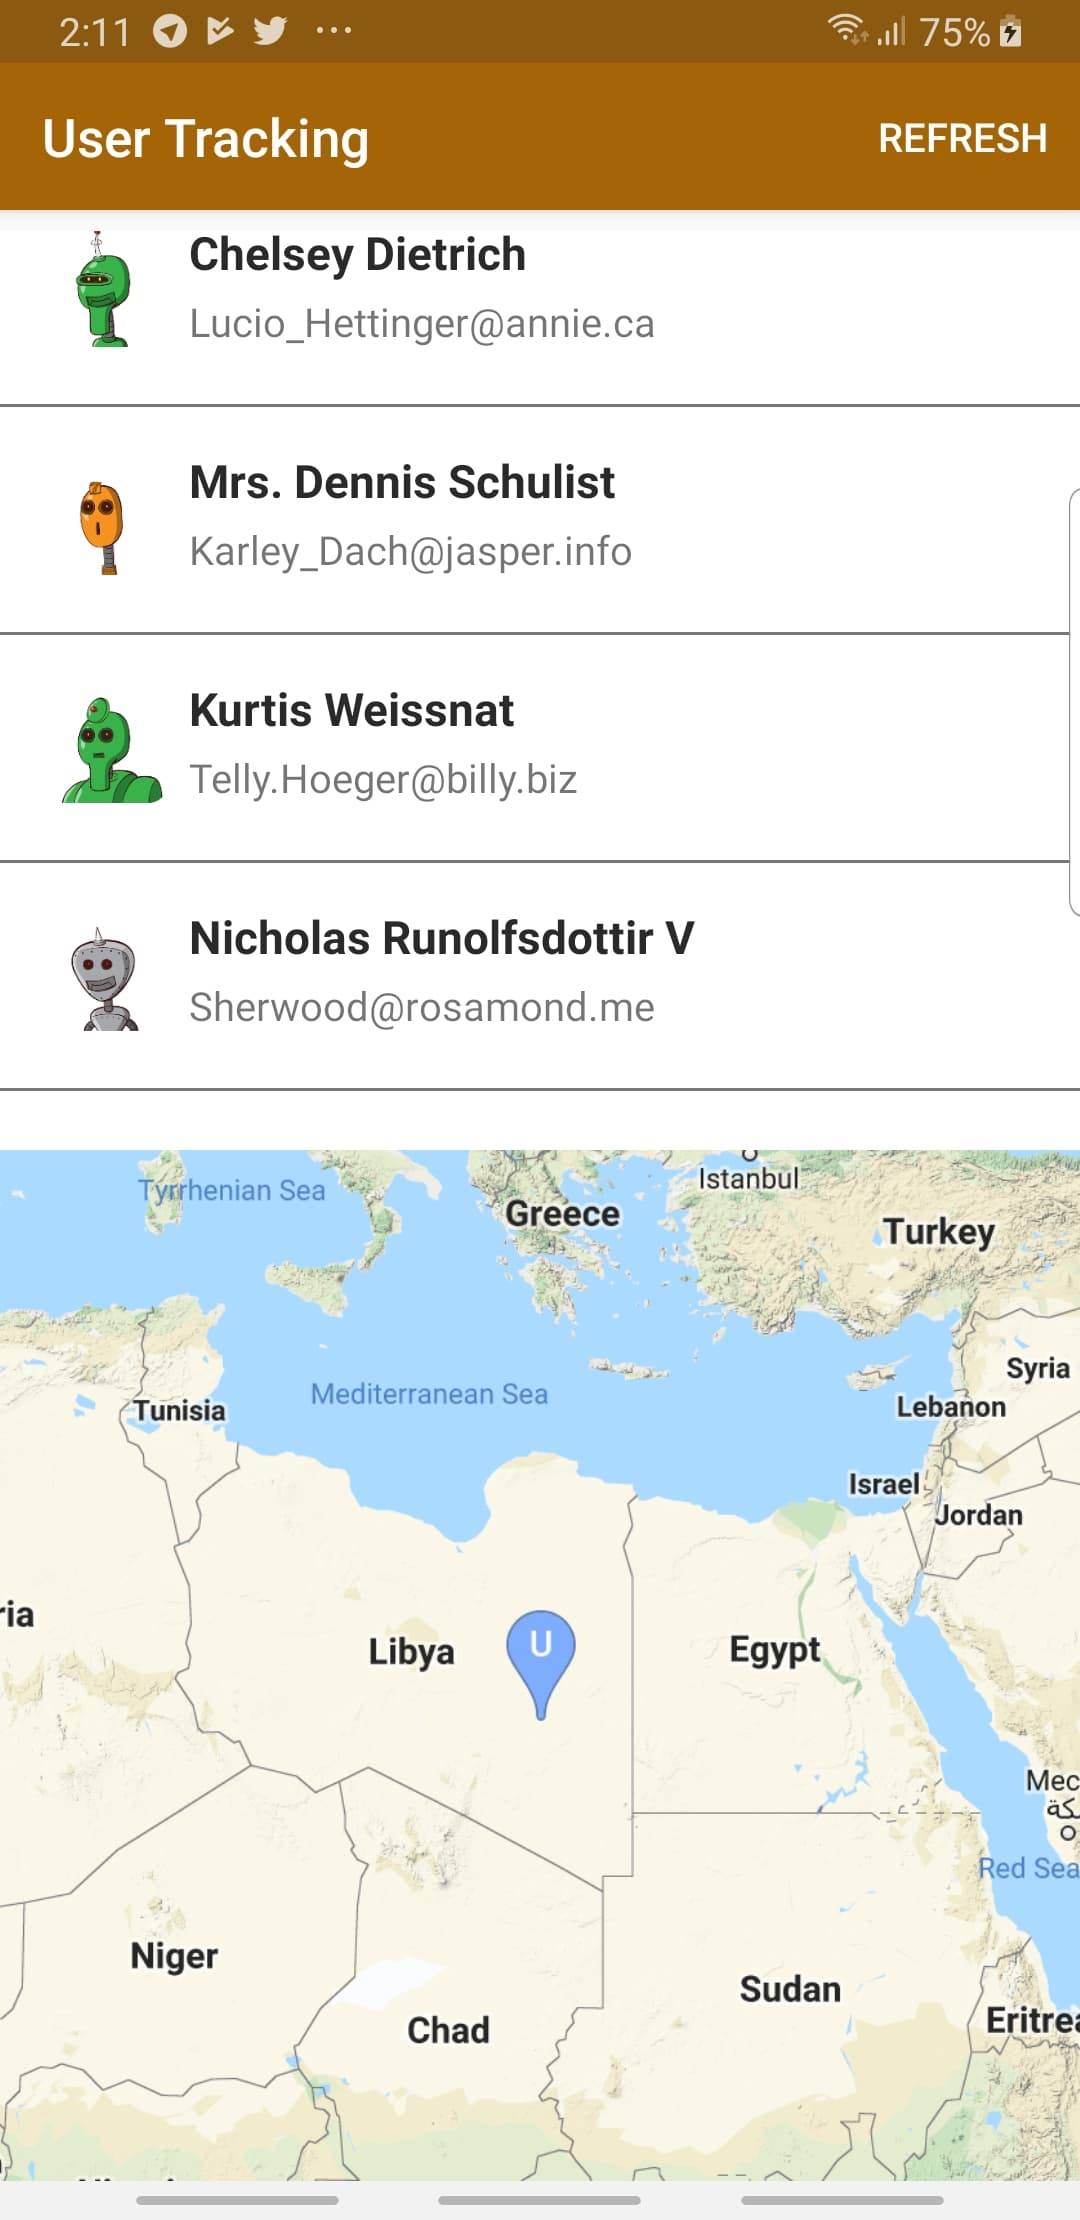 2:11 75%
User Tracking REFRESH
Chelsey Dietrich
Lucio_Hettinger@annie.ca
Mrs. Dennis Schulist
Karley_Dach@jasper.info
Kurtis Weissnat
Telly.Hoeger@billy.biz
Nicholas Runolfsdottir V
Sherwood@rosamond.me
Istanbul
Tyrrhenian Sea
Greece
Turkey
Syria
Mediterranean Sea
Lebanon
Tunisia
Israel
Jordan
ria
U
Libya
Egypt
Mec
Red Sea
Niger
Sudan
Eritrea
Chad